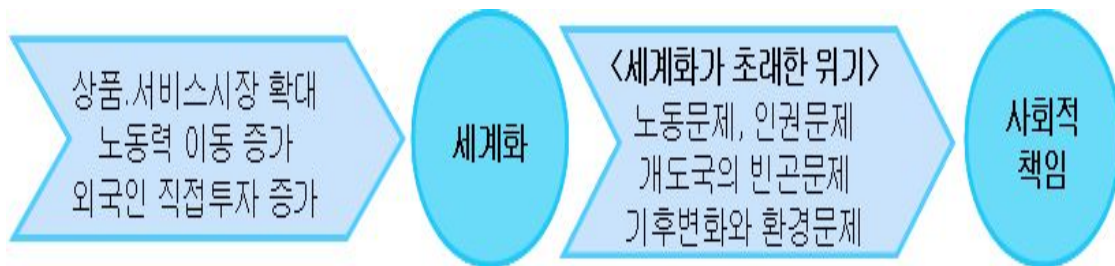 상품.서비스시장 확대
노동력 이동 증가
외국인 직접투자 증가
세계화
<세계화가 초래한 위기>
노동문제, 인권문제
개도국의 빈곤문제
기후변화와 환경문제
사회적
책임